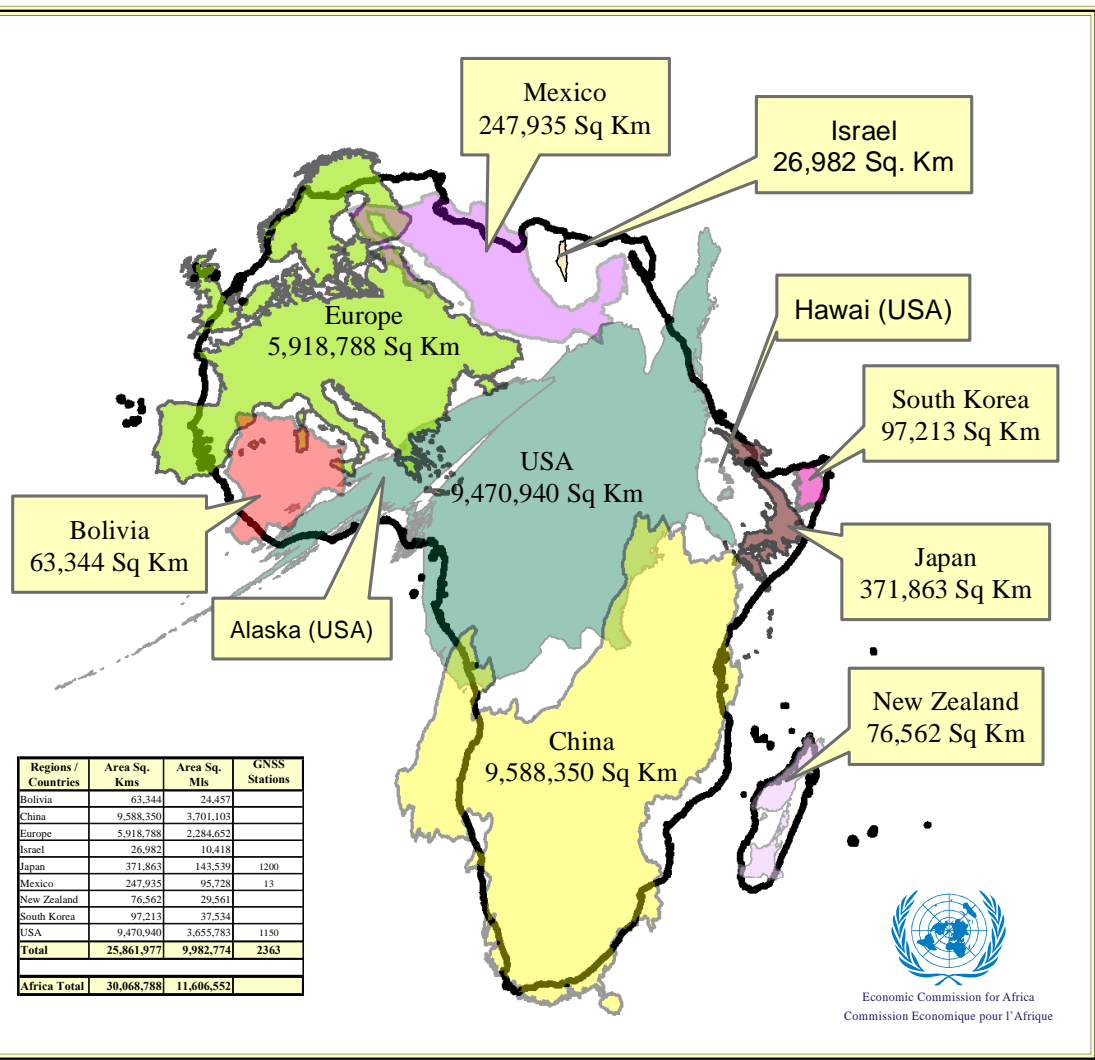 Mexico
247,935 Sq Km
Israel
26,982 Sq. Km
Europe
5,918,788 Sq Km
Hawai (USA)
South Korea
97,213 Sq Km
USA
9,470,940 Sq Km
Bolivia
63,344 Sq Km
Japan
371,863 Sq Km
Alaska (USA)
New Zealand
76,562 Sq Km
China
9,588,350 Sq Km
Regions / Countries Area Sq. Kms Area Sq. Mls GNSS Stations
Bolivia 63,344 24,457
China 9,588,350 3,701,103
Europe 5,918,788 2,284,652
Israel 26,982 10,418
Japan 371,863 143,539 1200
Mexico 247,935 95,728 13
New Zealand 76,562 29,561
South Korea 97,213 37,534
USA 9,470,940 3,655,783 1150
Total 25,861,977 9,982,774 2363
Africa Total 30,068,788 11,606,552
Economic Commission for Africa
Commission Economique pour l'Afrique